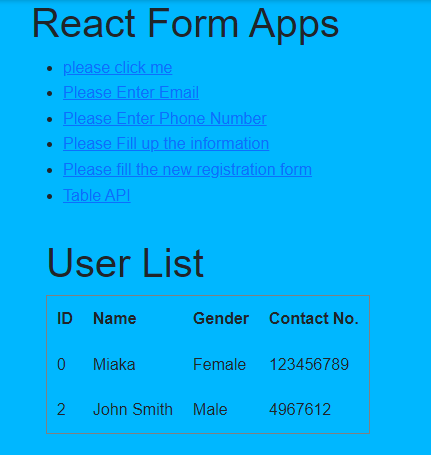 React Form Apps
please click me
Please Enter Email
Please Enter Phone Number
Please Fill up the information
Please fill the new registration form
Table API
User List
ID Name Gender Contact No.
0 Miaka Female 123456789
2 John Smith Male 4967612